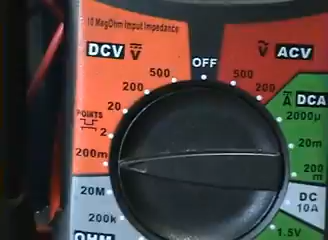 10 MegOhm Input Impedance
DCV V
V ACV
OFF
500
500
200
200
A DCA
20
2000µ
POINTS
2
20m
200m
200
m
20M
DC
10A
200k
1.5V
OHM